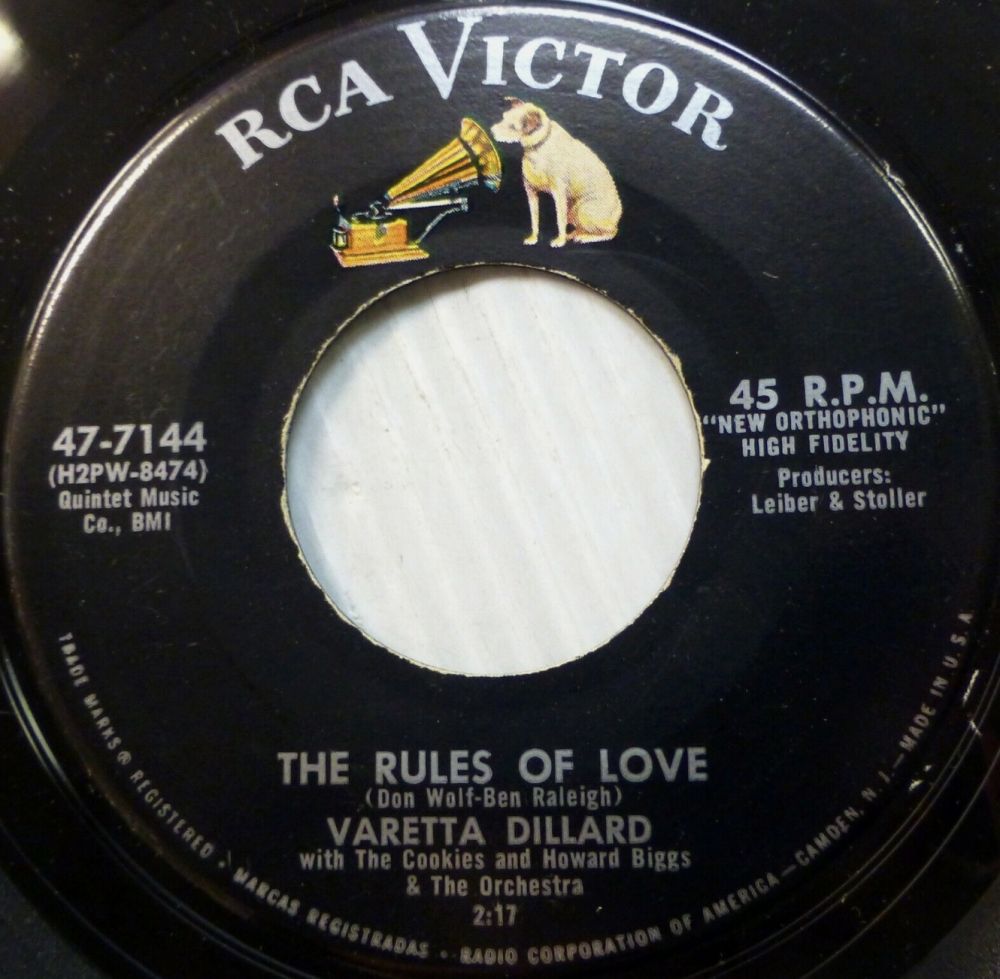 RCA VICTOR
47-7144
(H2PW-8474)
Quintet Music
Co., BMI
45 R.P.M.
"NEW ORTHOPHONIC"
HIGH FIDELITY
Producers:
Leiber & Stoller
THE RULES OF LOVE
(Don Wolf-Ben Raleigh)
VARETTA DILLARD
with The Cookies and Howard Biggs
& The Orchestra
2:17
TRADE MARKS ® REGISTERED • MARCAS REGISTRADAS • RADIO CORPORATION OF AMERICA—CAMDEN, N. J.—MADE IN U. S. A